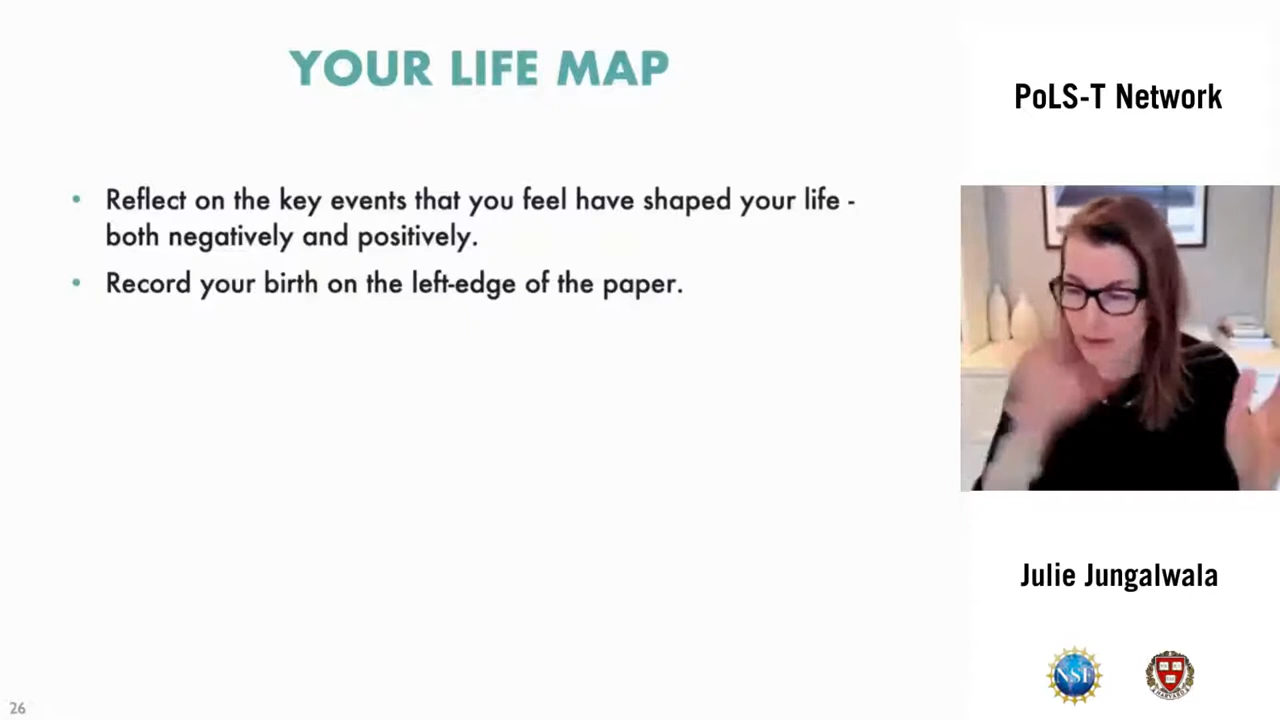 YOUR LIFE MAP
• Reflect on the key events that you feel have shaped your life -
both negatively and positively.
• Record your birth on the left-edge of the paper.
26
PoLS-T Network
Julie Jungalwala
NSF
HARVARD